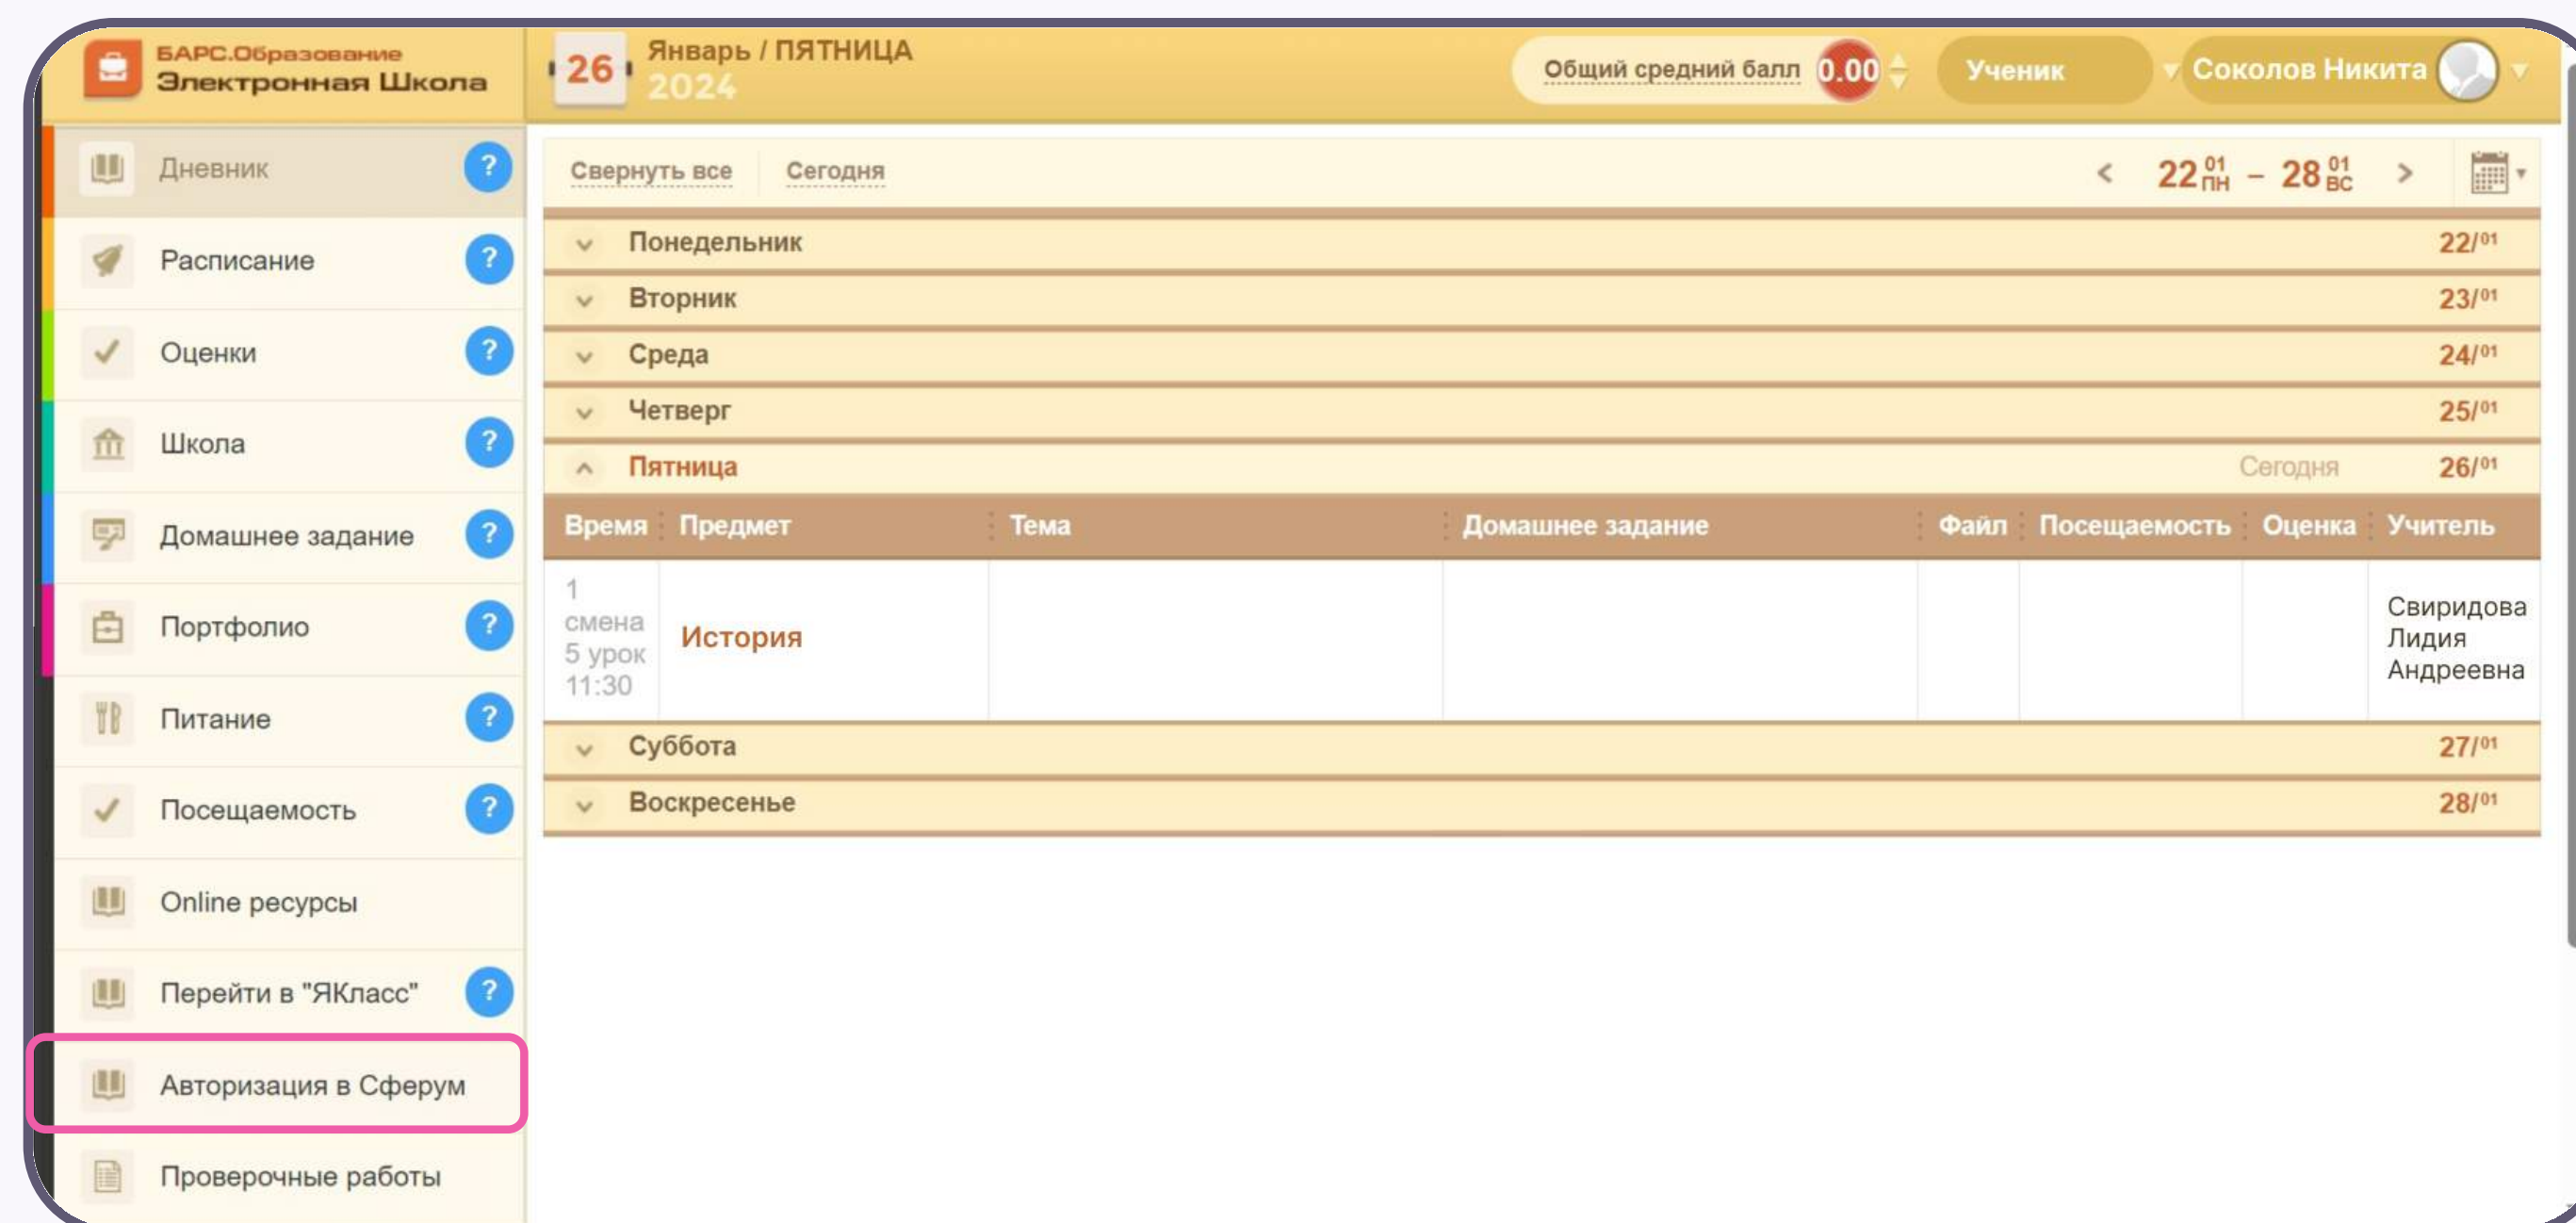 БАРС.Образование
Электронная Школа
26
Январь / ПЯТНИЦА
2024
Общий средний балл 0.00
Ученик
Соколов Никита
Дневник ?
Расписание ?
Оценки ?
Школа ?
Домашнее задание ?
Портфолио ?
Питание ?
Посещаемость ?
Online ресурсы
Перейти в "ЯКласс" ?
Авторизация в Сферум
Проверочные работы
Свернуть все Сегодня < 22 01 ПН – 28 01 ВС >
Понедельник 22/01
Вторник 23/01
Среда 24/01
Четверг 25/01
Пятница Сегодня 26/01
Время Предмет Тема Домашнее задание Файл Посещаемость Оценка Учитель
1
смена
5 урок
11:30
История
Свиридова
Лидия
Андреевна
Суббота 27/01
Воскресенье 28/01